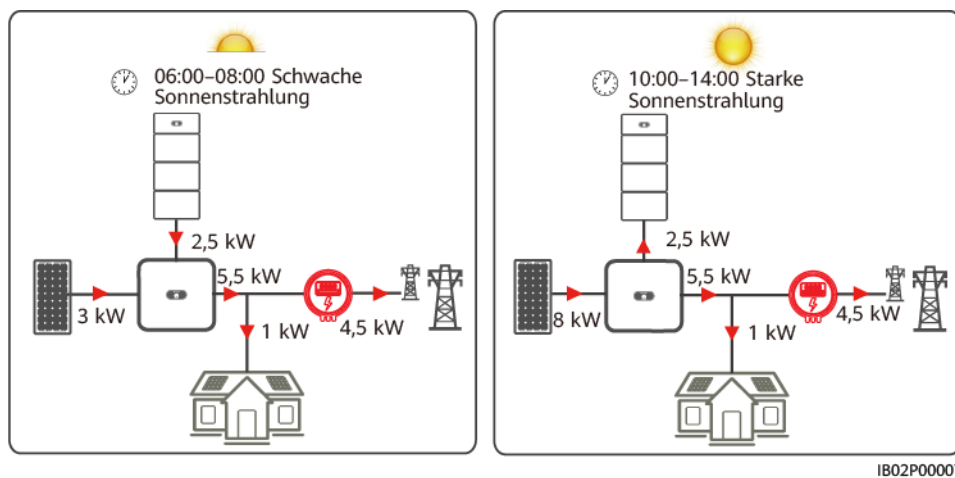 06:00–08:00 Schwache
Sonnenstrahlung
2,5 kW
5,5 kW
3 kW
4,5 kW
1 kW
10:00–14:00 Starke
Sonnenstrahlung
2,5 kW
5,5 kW
8 kW
4,5 kW
1 kW